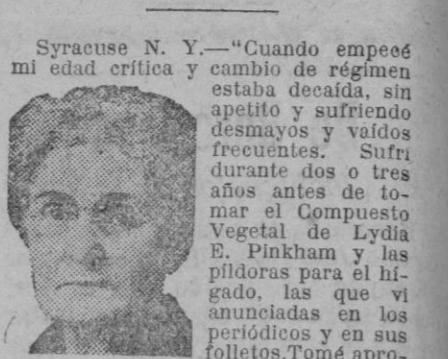 Syracuse N. Y.—“Cuando empecé
mi edad crítica y cambio de régimen
estaba decaída, sin
apetito y sufriendo
desmayos y vaídos
frecuentes. Sufrí
durante dos o tres
años antes de to-
mar el Compuesto
Vegetal de Lydia
E. Pinkham y las
píldoras para el hí-
gado, las que vi
anunciadas en los
periódicos y en sus
folletos.Tomé apro-